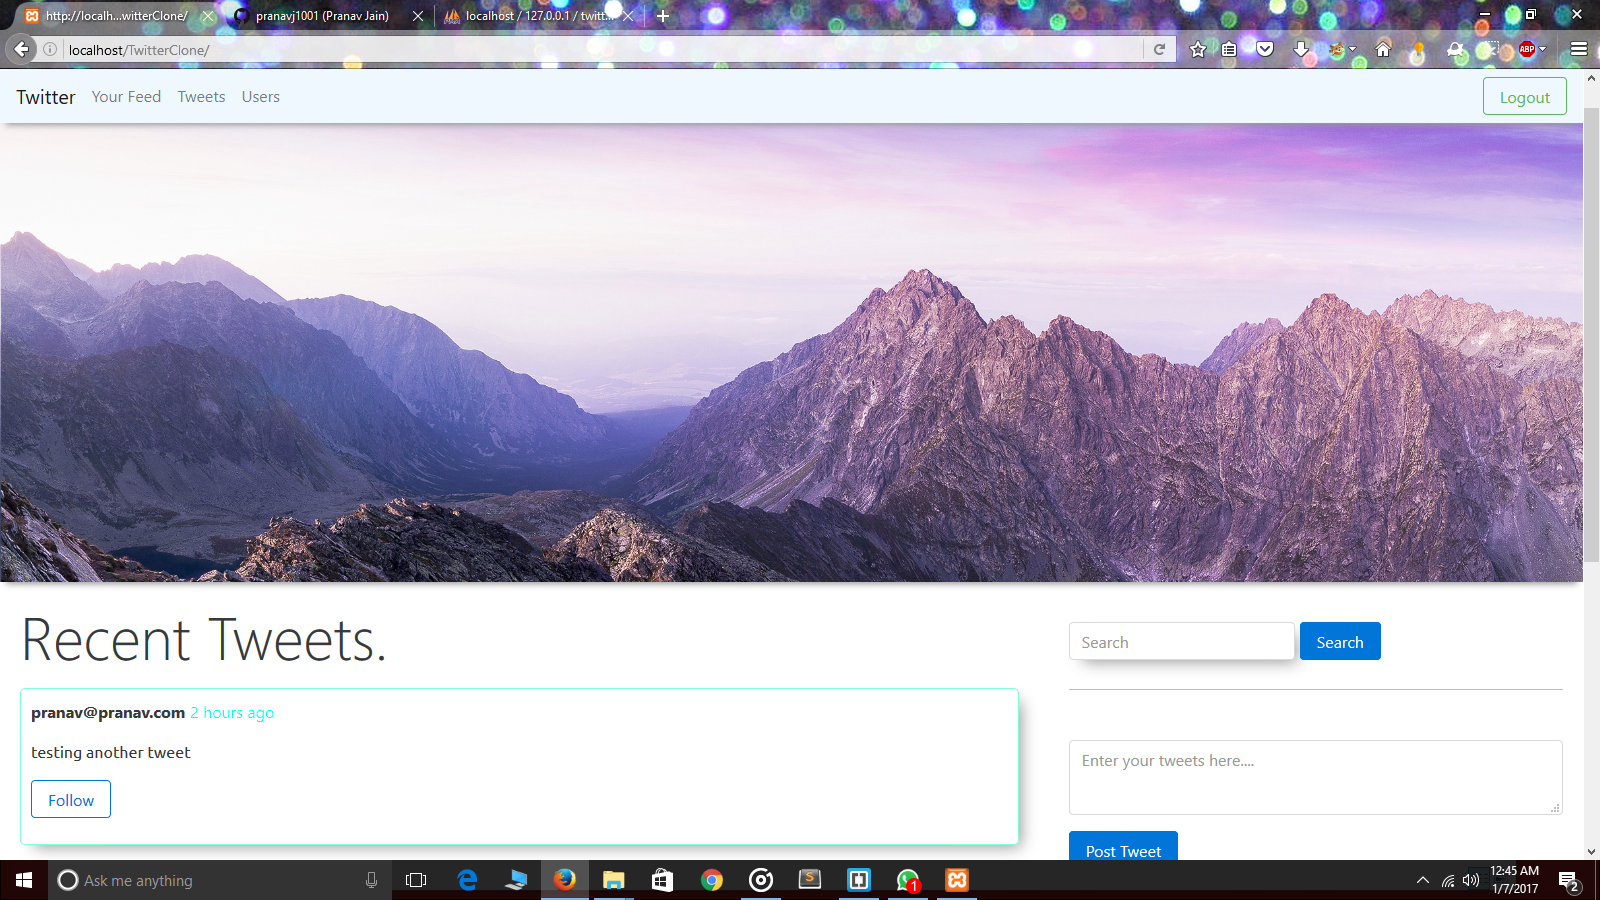 http://localh...witterClone/
pranavj1001 (Pranav Jain)
localhost / 127.0.0.1 / twitt...
localhost/TwitterClone/
ABP
Twitter
Your Feed
Tweets
Users
Logout
Recent Tweets.
Search
Search
pranav@pranav.com 2 hours ago
testing another tweet
Follow
Enter your tweets here....
Post Tweet
Ask me anything
1
12:45 AM
1/7/2017
2